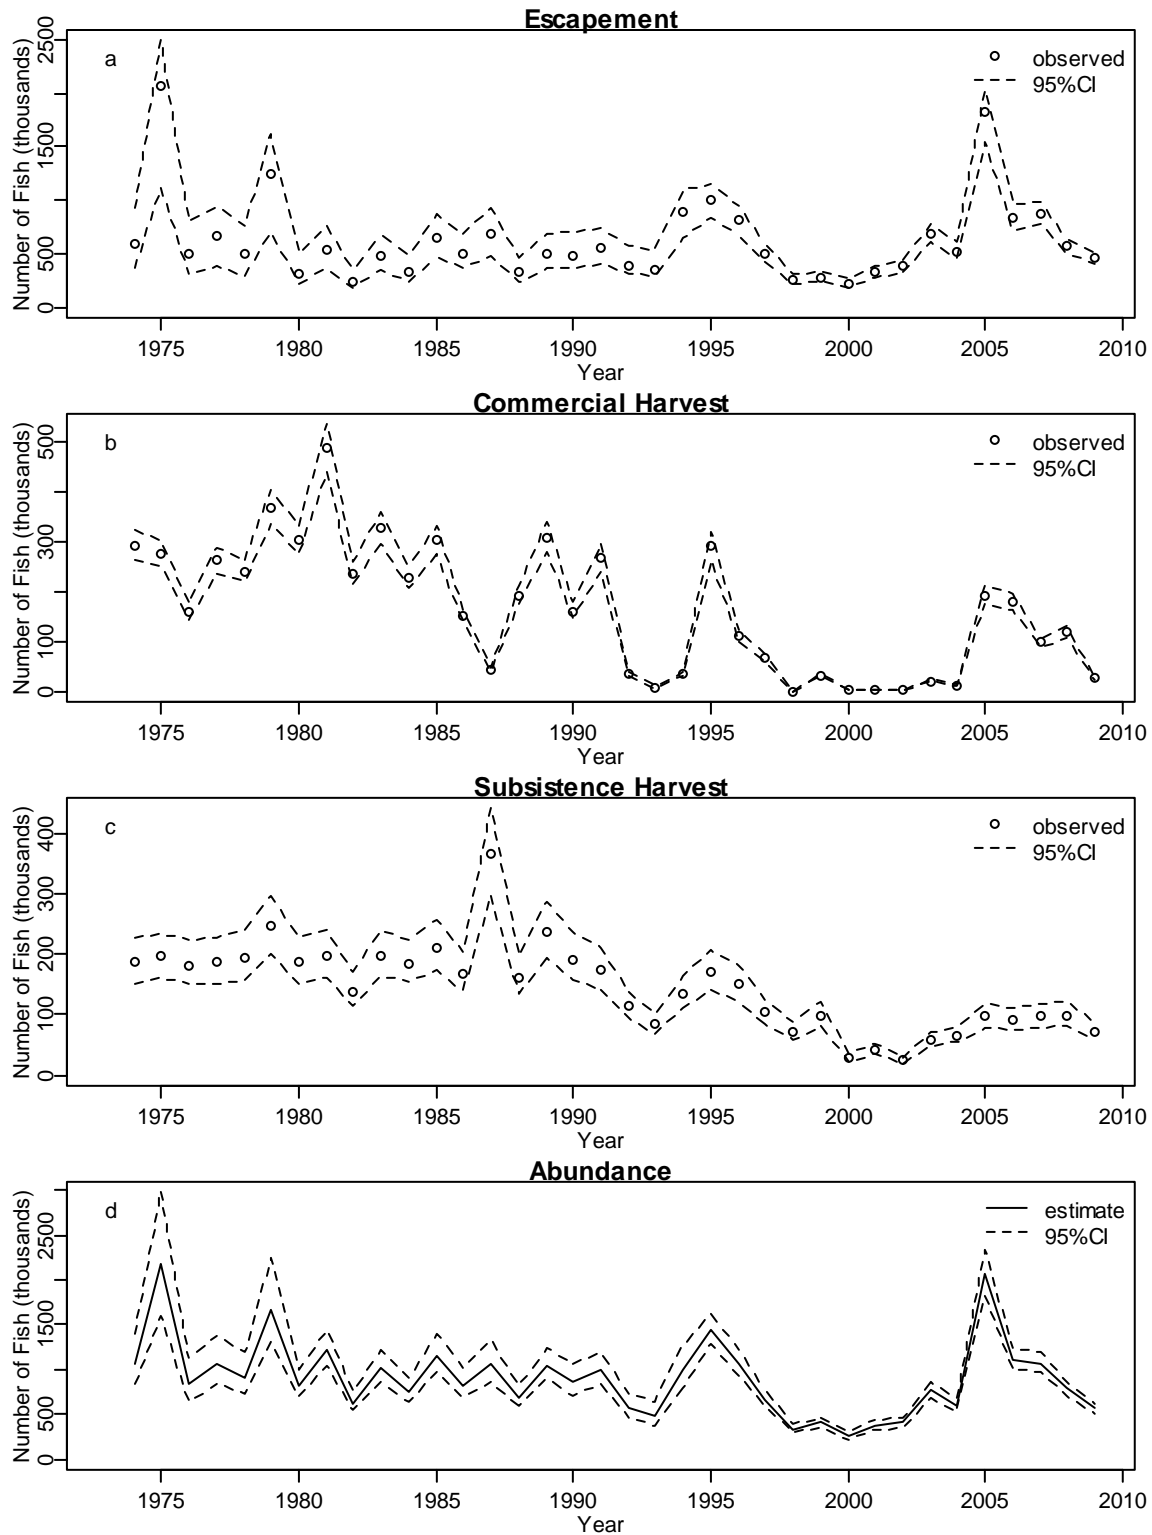 Escapement
a
observed
95%CI
Number of Fish (thousands)
0 500 1500 2500
1975 1980 1985 1990 1995 2000 2005 2010
Year
Commercial Harvest
b
observed
95%CI
Number of Fish (thousands)
0 100 300 500
1975 1980 1985 1990 1995 2000 2005 2010
Year
Subsistence Harvest
c
observed
95%CI
Number of Fish (thousands)
0 100 200 300 400
1975 1980 1985 1990 1995 2000 2005 2010
Year
Abundance
d
estimate
95%CI
Number of Fish (thousands)
0 500 1500 2500
1975 1980 1985 1990 1995 2000 2005 2010
Year